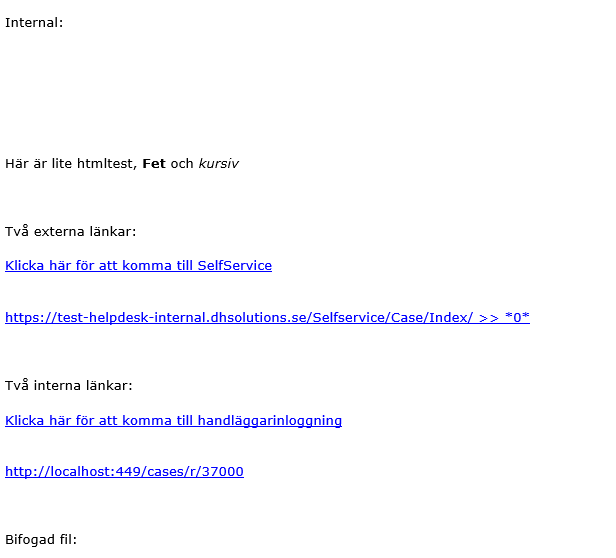 Internal:
Här är lite htmltest, Fet och kursiv
Två externa länkar:
Klicka här för att komma till SelfService
https://test-helpdesk-internal.dhsolutions.se/Selfservice/Case/Index/ >> *0*
Två interna länkar:
Klicka här för att komma till handläggarinloggning
http://localhost:449/cases/r/37000
Bifogad fil: